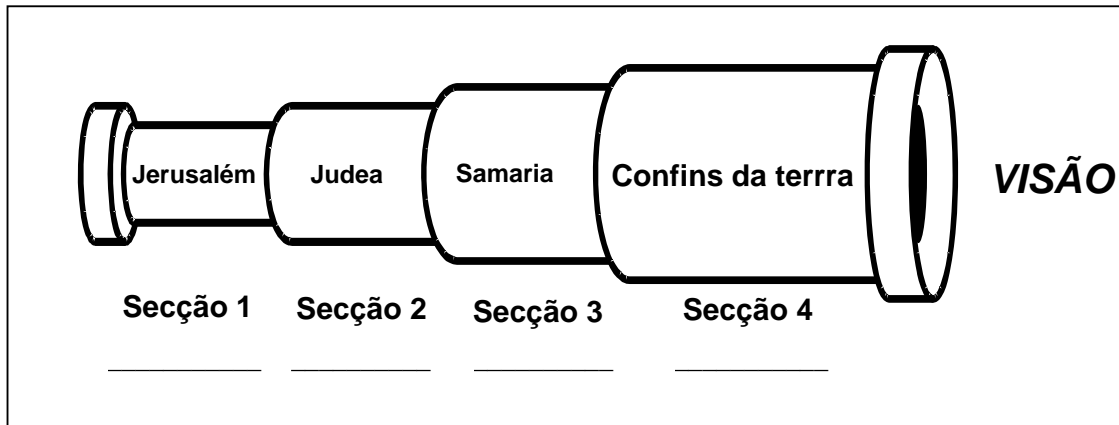 Jerusalém Judea Samaria Confins da terrra
VISÃO
Secção 1 Secção 2 Secção 3 Secção 4